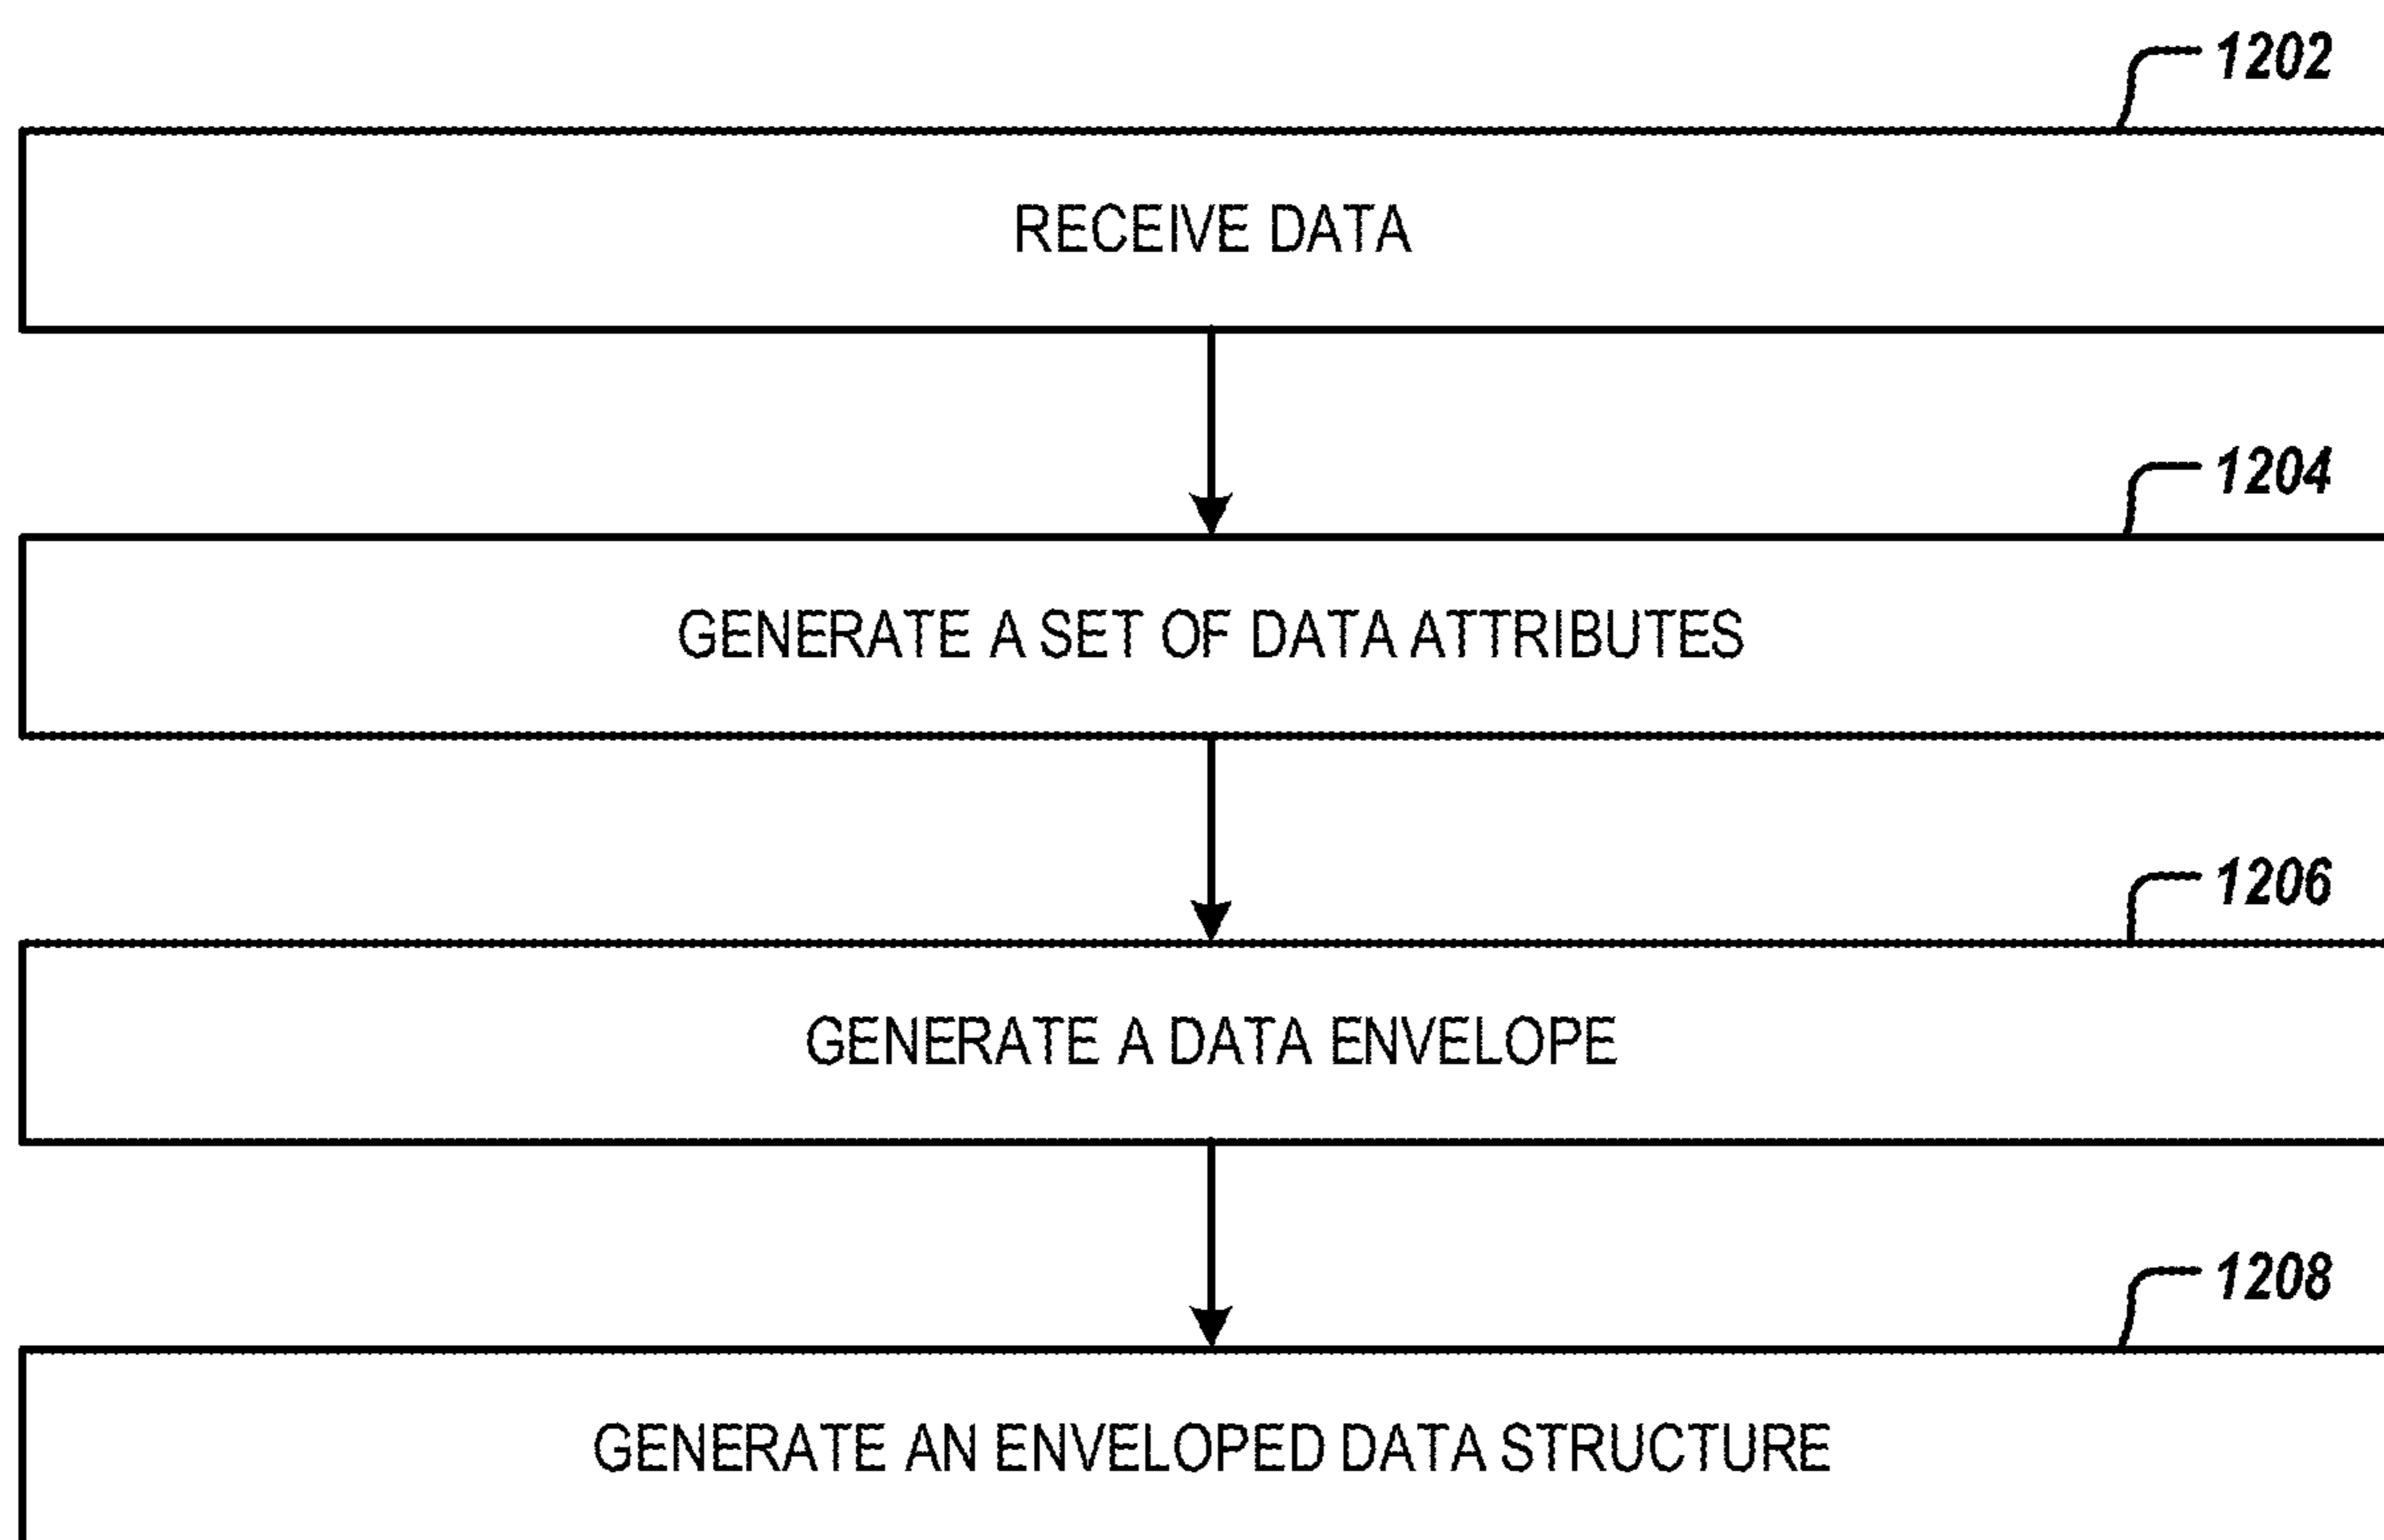 1202
RECEIVE DATA
1204
GENERATE A SET OF DATA ATTRIBUTES
1206
GENERATE A DATA ENVELOPE
1208
GENERATE AN ENVELOPED DATA STRUCTURE